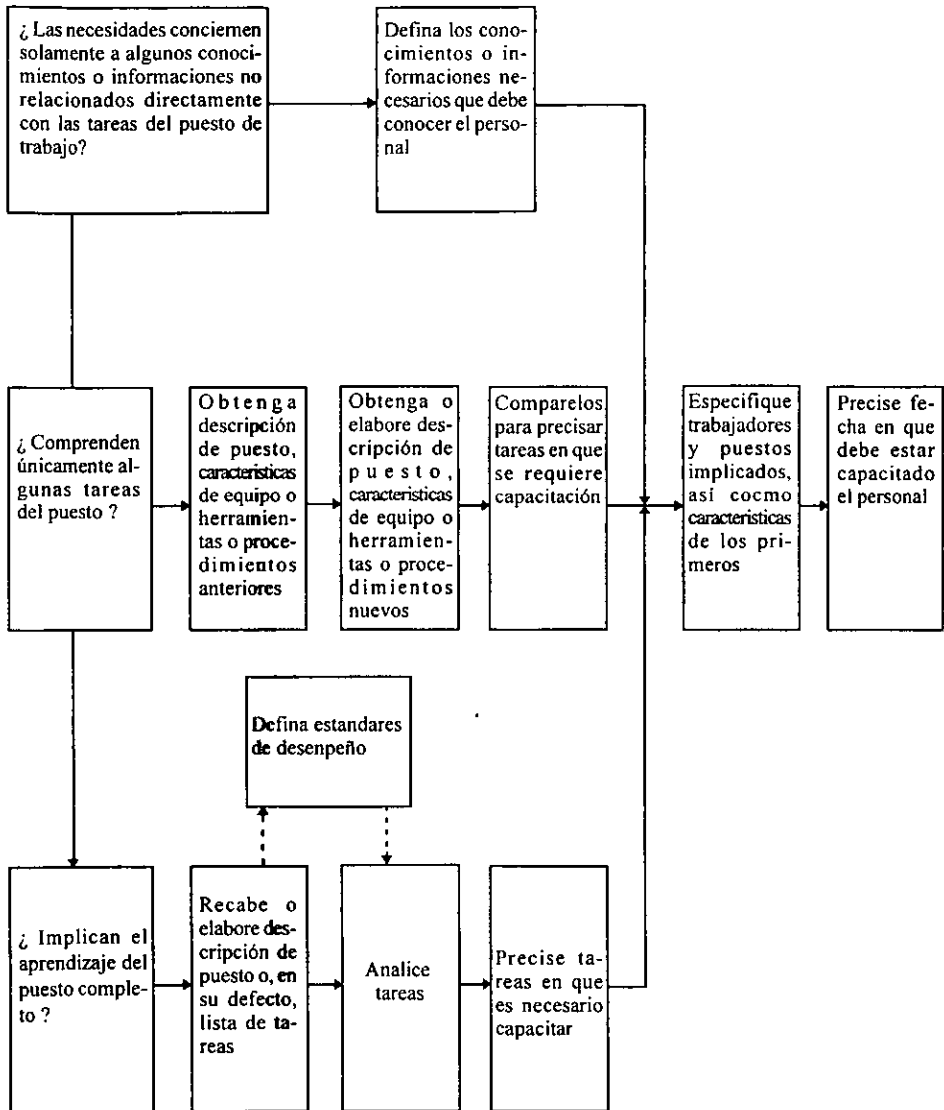 ¿ Las necesidades conciernen
solamente a algunos conoci-
mientos o informaciones no
relacionados directamente
con las tareas del puesto de
trabajo?
Defina los cono-
cimientos o in-
formaciones ne-
cesarios que debe
conocer el perso-
nal
¿ Comprenden
únicamente al-
gunas tareas
del puesto ?
Obtenga
descripción
de puesto,
características
de equipo o
herramien-
tas o proce-
dimientos
anteriores
Obtenga o
elabore des-
cripción de
puesto,
características
de equipo o
herramien-
tas o proce-
dimientos
nuevos
Comparelos
para precisar
tareas en que
se requiere
capacitación
Especifique
trabajadores
y puestos
implicados,
así cocmo
características
de los pri-
meros
Precise fe-
cha en que
debe estar
capacitado
el personal
Defina estandares
de desenpeño
¿ Implican el
aprendizaje del
puesto comple-
to ?
Recabe o
elabore des-
cripción de
puesto o, en
su defecto,
lista de ta-
reas
Analice
tareas
Precise ta-
reas en que
es necesario
capacitar